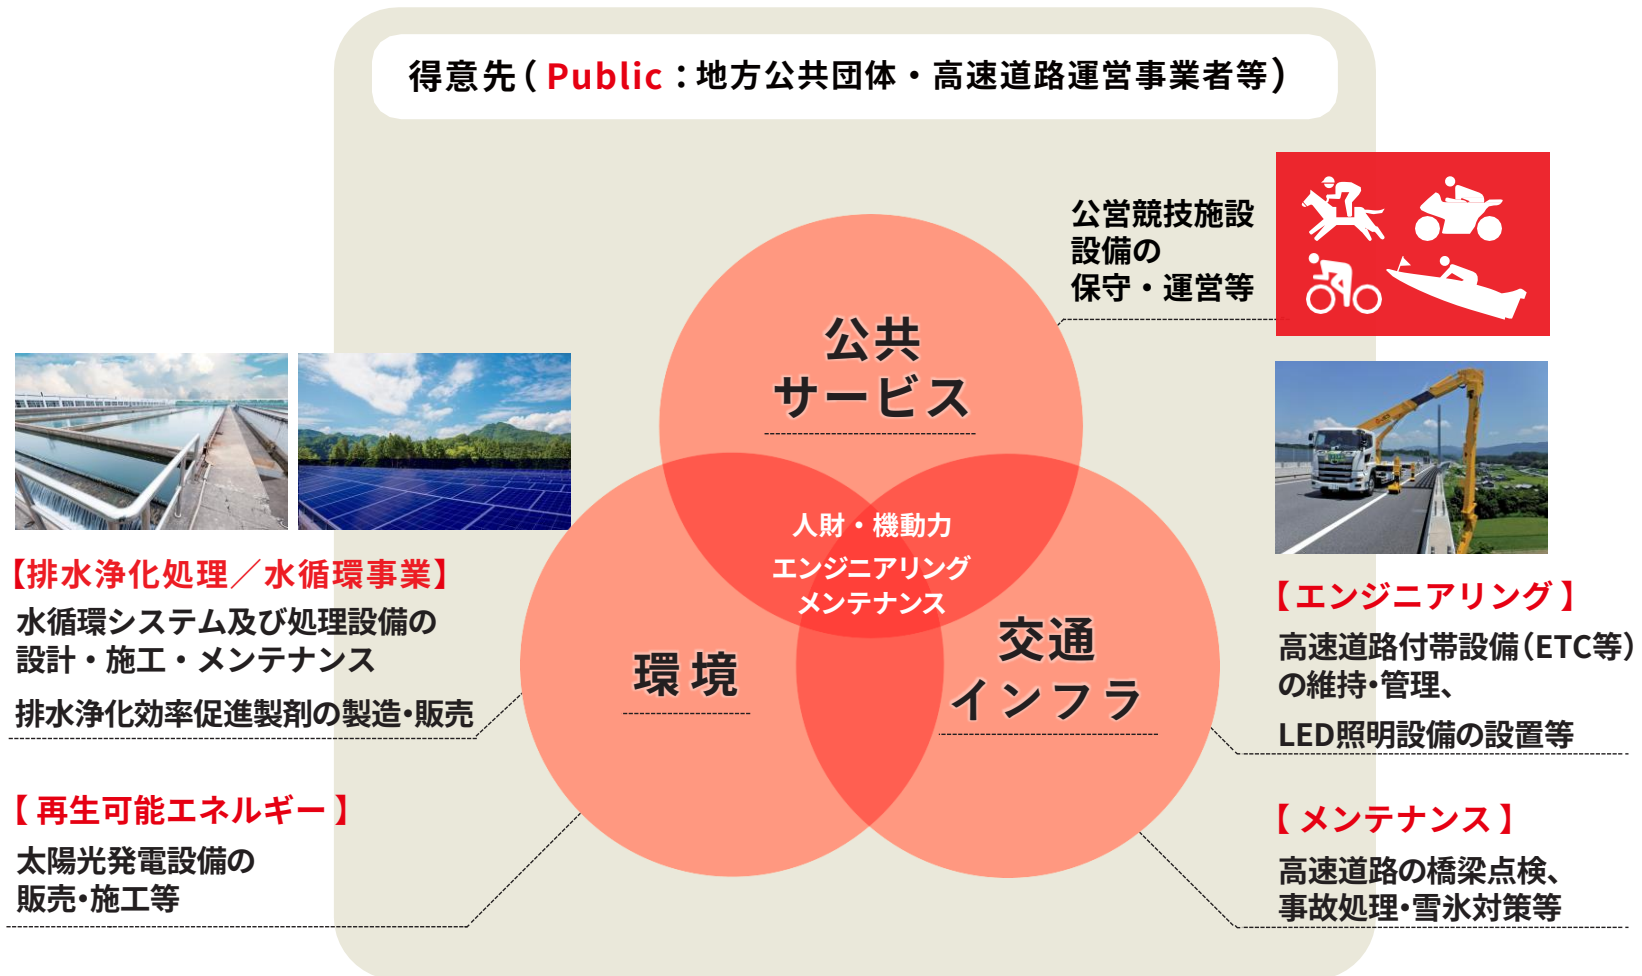 得意先(Public：地方公共団体・高速道路運営事業者等)
公営競技施設
設備の
保守・運営等
公共
サービス
人財・機動力
エンジニアリング
メンテナンス
環境
交通
インフラ
【排水浄化処理／水循環事業】
水循環システム及び処理設備の
設計・施工・メンテナンス
排水浄化効率促進製剤の製造・販売
【再生可能エネルギー】
太陽光発電設備の
販売・施工等
【エンジニアリング】
高速道路付帯設備（ETC等）
の維持・管理、
LED照明設備の設置等
【メンテナンス】
高速道路の橋梁点検、
事故処理・雪氷対策等